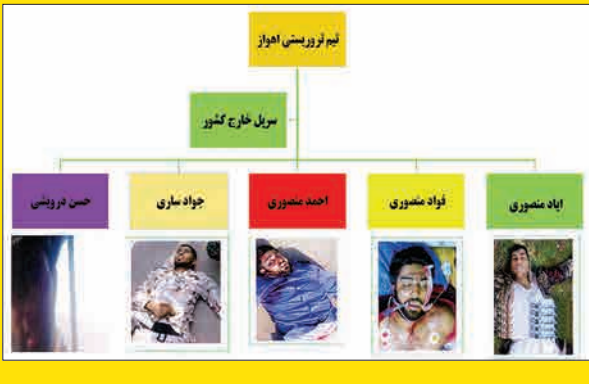 تیم تروریستی اهواز
سرپل خارج کشور
ایاد منصوری
فواد منصوری
احمد منصوری
جواد ساری
حسن درویشی